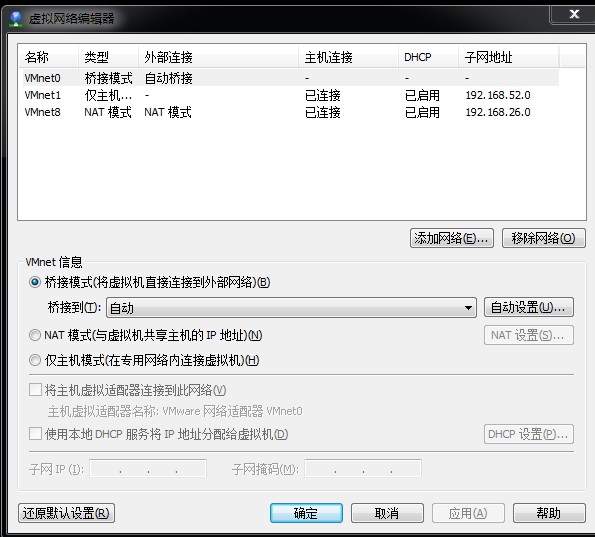 虚拟网络编辑器
名称 类型 外部连接 主机连接 DHCP 子网地址
VMnet0 桥接模式 自动桥接 - - -
VMnet1 仅主机... - 已连接 已启用 192.168.52.0
VMnet8 NAT 模式 NAT 模式 已连接 已启用 192.168.26.0
添加网络(E)... 移除网络(O)
VMnet 信息
桥接模式(将虚拟机直接连接到外部网络)(B)
桥接到(T): 自动 自动设置(U)...
NAT 模式(与虚拟机共享主机的 IP 地址)(N) NAT 设置(S)...
仅主机模式(在专用网络内连接虚拟机)(H)
将主机虚拟适配器连接到此网络(V)
主机虚拟适配器名称: VMware 网络适配器 VMnet0
使用本地 DHCP 服务将 IP 地址分配给虚拟机(D) DHCP 设置(P)...
子网 IP (I): . . . 子网掩码(M): . . .
还原默认设置(R) 确定 取消 应用(A) 帮助